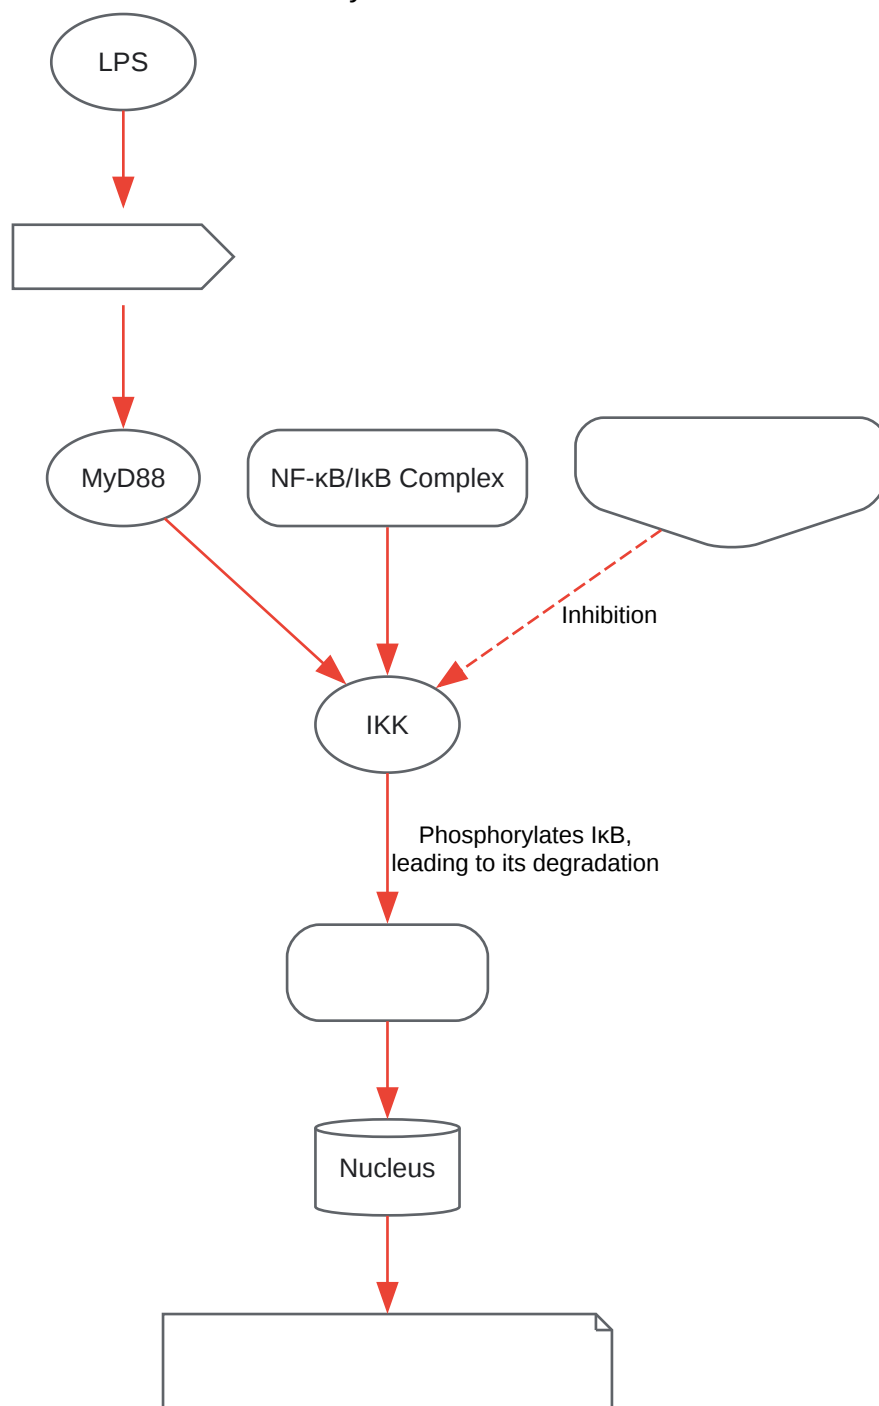 LPS
MyD88
NF-κB/IκB Complex
Inhibition
IKK
Phosphorylates IκB,
leading to its degradation
Nucleus